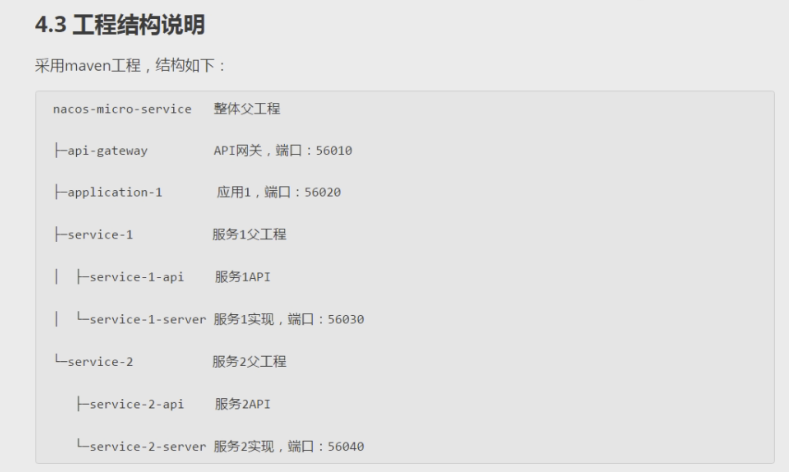 4.3 工程结构说明
采用maven工程，结构如下：
nacos-micro-service   整体父工程
├─api-gateway         API网关，端口：56010
├─application-1       应用1，端口：56020
├─service-1           服务1父工程
│  ├─service-1-api    服务1API
│  └─service-1-server 服务1实现，端口：56030
└─service-2           服务2父工程
   ├─service-2-api    服务2API
   └─service-2-server 服务2实现，端口：56040